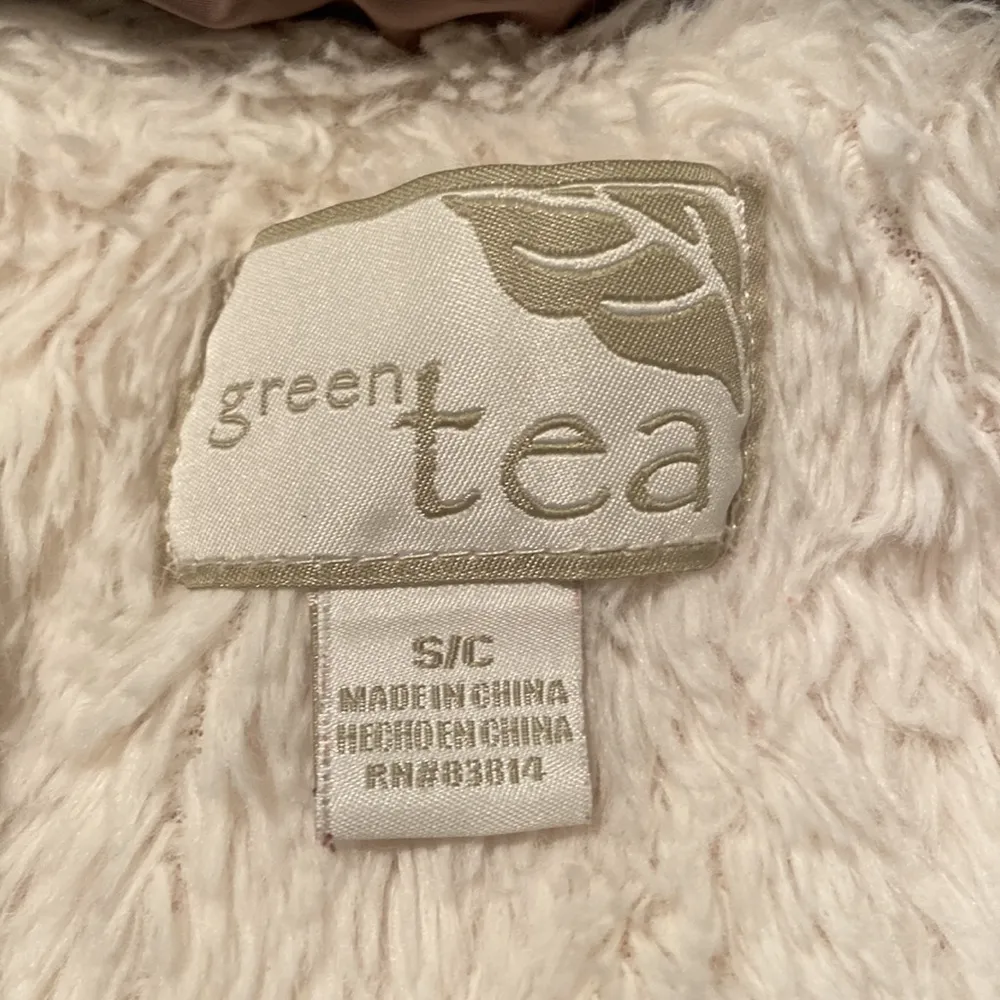 green tea
S/C
MADE IN CHINA
HECHO EN CHINA
RN#83814